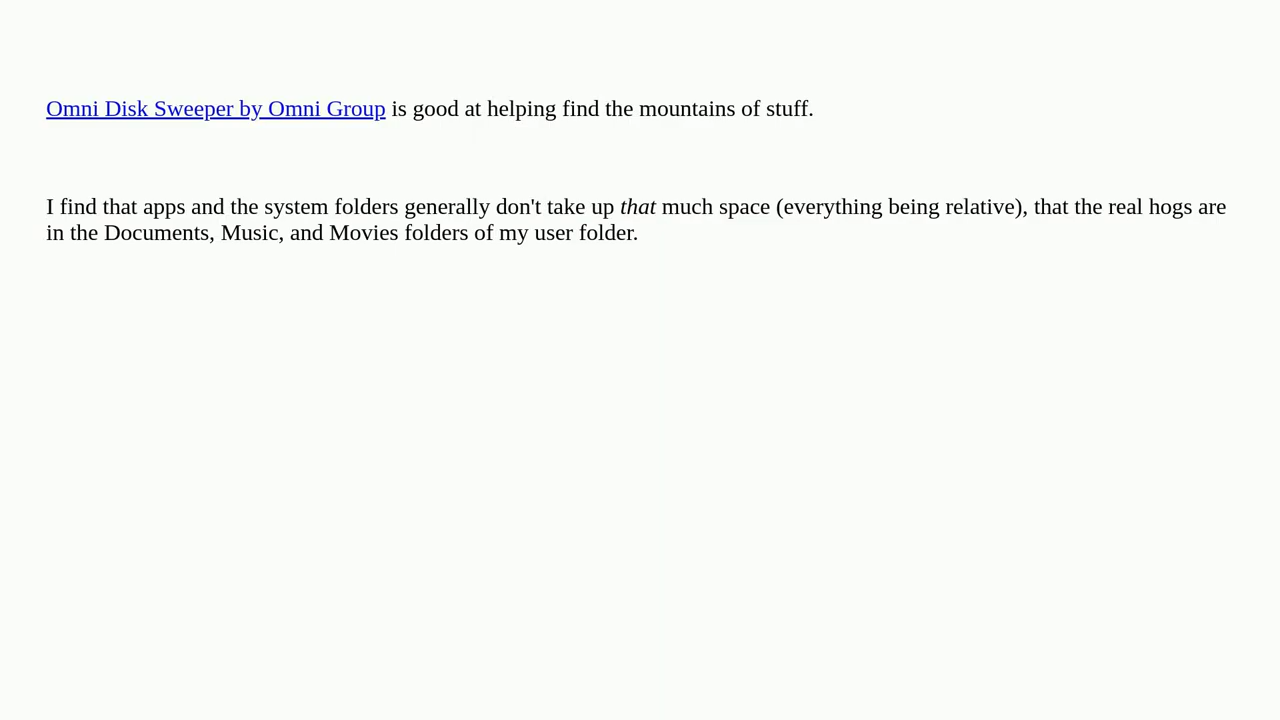 Omni Disk Sweeper by Omni Group is good at helping find the mountains of stuff.
I find that apps and the system folders generally don't take up that much space (everything being relative), that the real hogs are
in the Documents, Music, and Movies folders of my user folder.